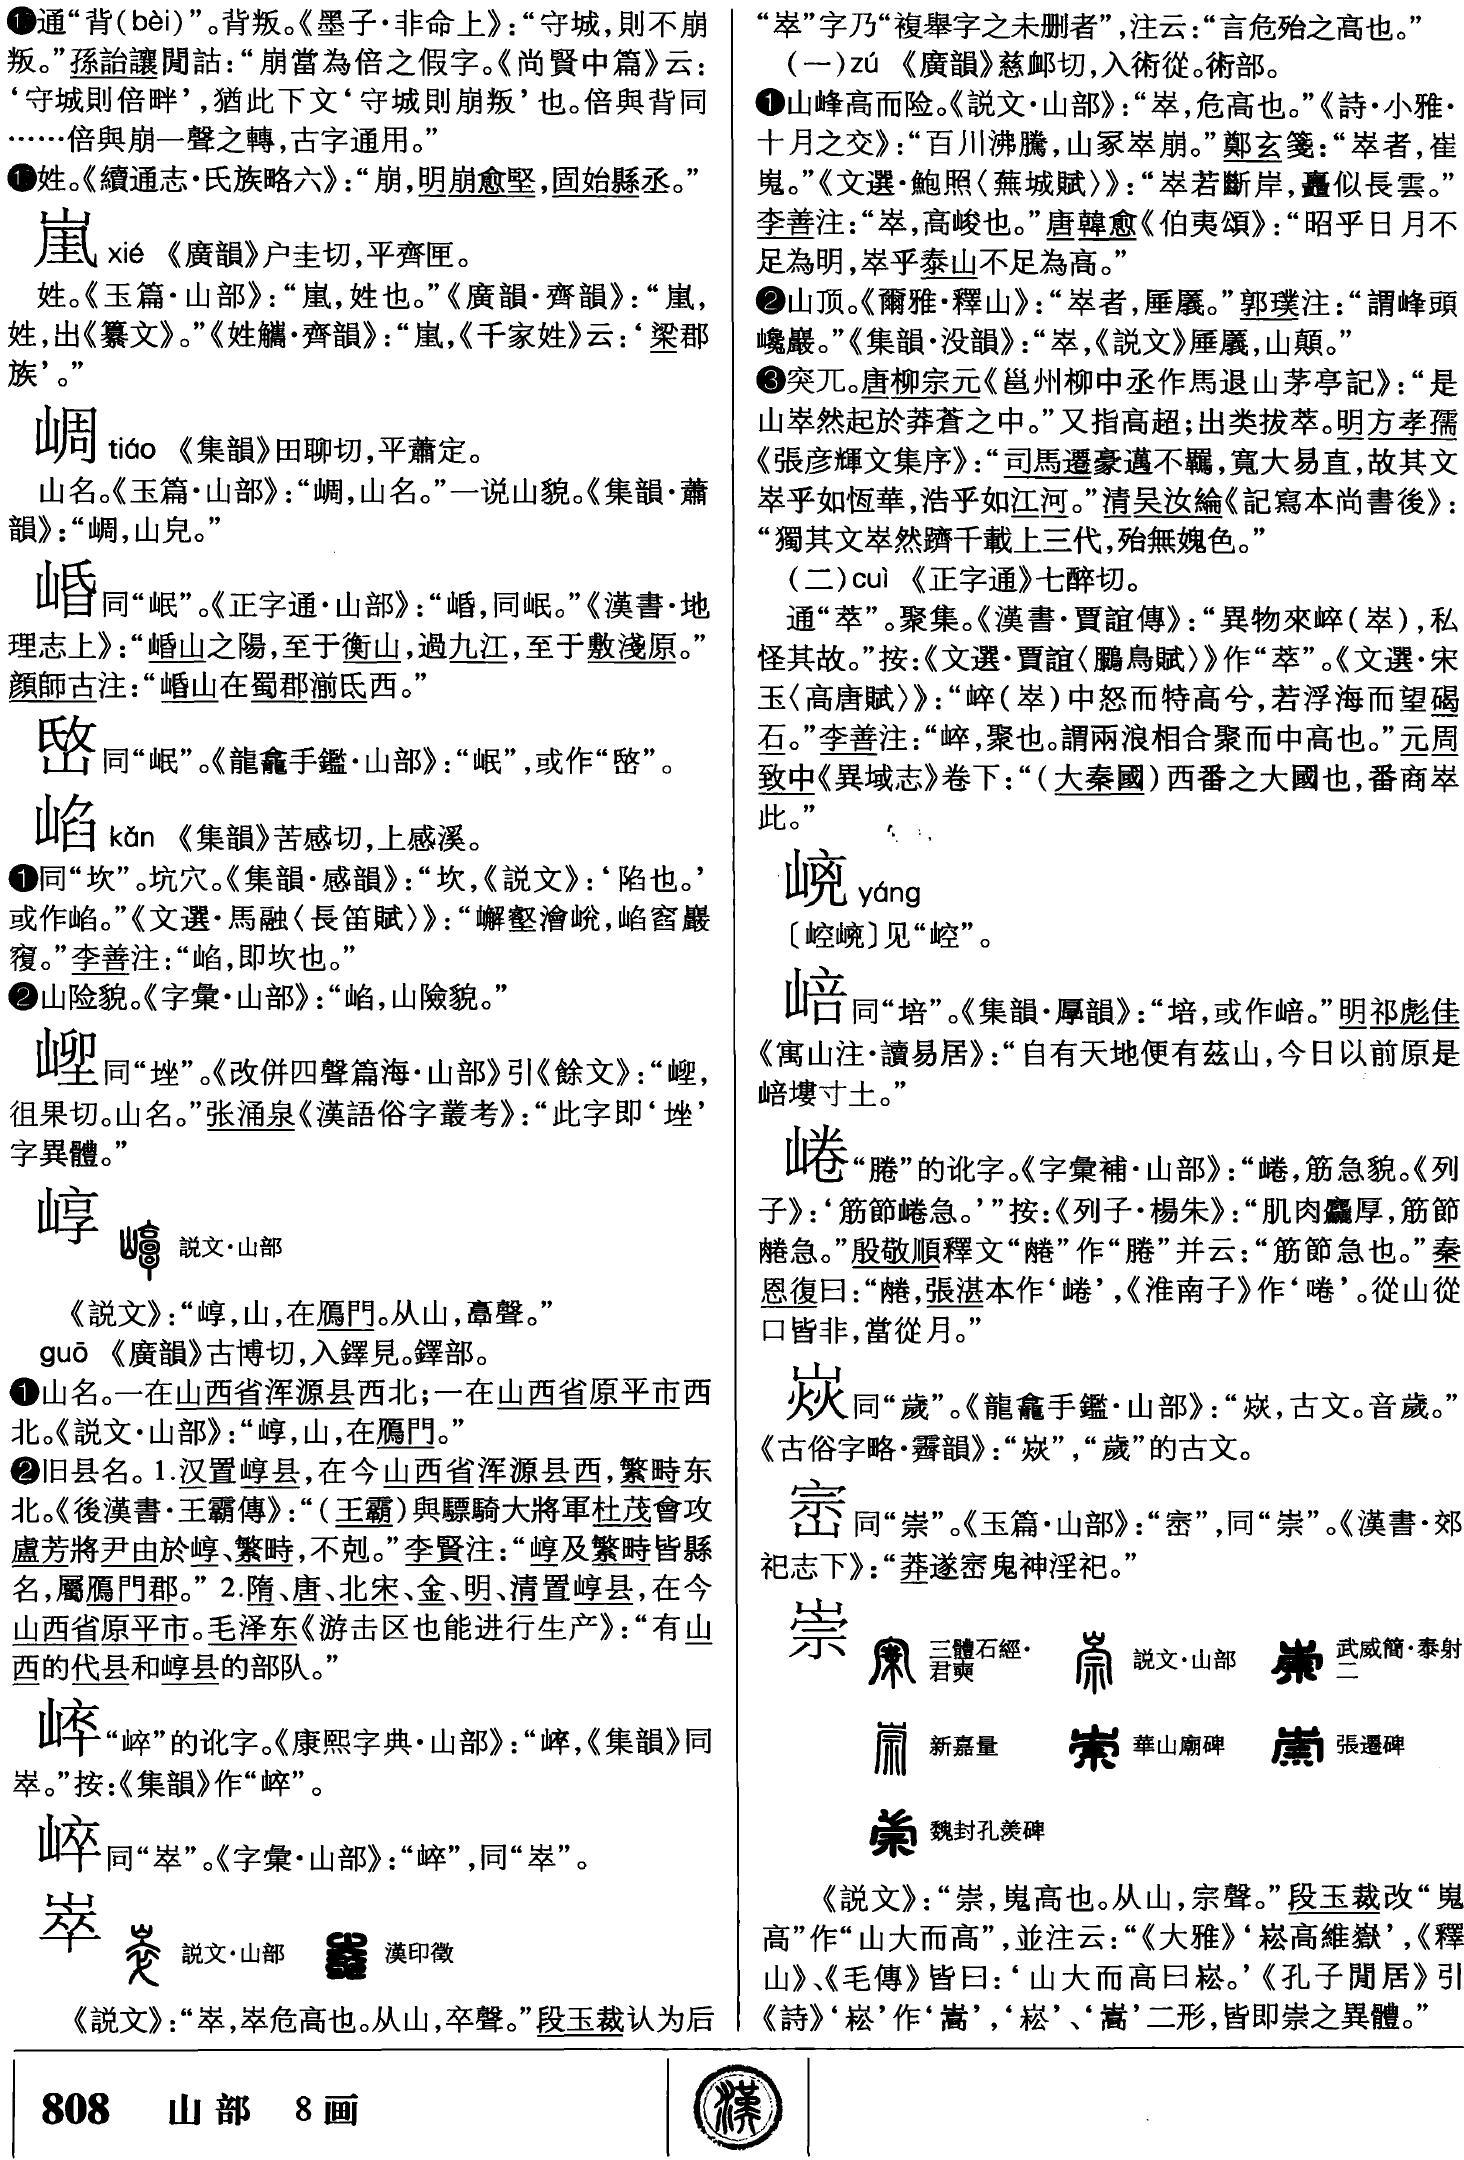 ❶通“背(bèi)”。背叛。《墨子·非命上》：“守城，則不崩
叛。”孫詒讓閒詁：“崩當為倍之假字。《尚賢中篇》云：
‘守城則倍畔’，猶此下文‘守城則崩叛’也。倍與背同
……倍與崩一聲之轉，古字通用。”
❶姓。《續通志·氏族略六》：“崩，明崩愈堅，固始縣丞。”
xié 《廣韻》户圭切，平齊匣。
姓。《玉篇·山部》：“，姓也。”《廣韻·齊韻》：“，
姓，出《纂文》。”《姓觿·齊韻》：“，《千家姓》云：‘梁郡
族’。”
㟘 tiáo 《集韻》田聊切，平蕭定。
山名。《玉篇·山部》：“㟘，山名。”一说山貌。《集韻·蕭
韻》：“㟘，山皃。”
崏 同“岷”。《正字通·山部》：“崏，同岷。”《漢書·地
理志上》：“崏山之陽，至于衡山，過九江，至于敷淺原。”
顔師古注：“崏山在蜀郡湔氐西。”
同“岷”。《龍龕手鑑·山部》：“岷”，或作“”。
崉 kǎn 《集韻》苦感切，上感溪。
❶同“坎”。坑穴。《集韻·感韻》：“坎，《説文》：‘陷也。’
或作。”《文選·馬融〈長笛賦〉》：“嶰壑澮峗，窞巖
。”李善注：“，即坎也。”
❷山险貌。《字彙·山部》：“，山險貌。”
同“㘸”。《改併四聲篇海·山部》引《餘文》：“，
徂果切。山名。”张涌泉《漢語俗字叢考》：“此字即‘’
字異體。”
崞 説文·山部
《説文》：“崞，山，在鴈門。从山，𩫏聲。”
guō 《廣韻》古博切，入鐸見。鐸部。
❶山名。一在山西省浑源县西北；一在山西省原平市西
北。《説文·山部》：“崞，山，在鴈門。”
❷旧县名。1.汉置崞县，在今山西省浑源县西，繁畤东
北。《後漢書·王霸傳》：“(王霸)與驃騎大將軍杜茂會攻
盧芳將尹由於崞、繁畤，不剋。”李賢注：“崞及繁畤皆縣
名，屬鴈門郡。” 2.隋、唐、北宋、金、明、清置崞县，在今
山西省原平市。毛泽东《游击区也能进行生产》：“有山
西的代县和崞县的部队。”
“崪”的讹字。《康熙字典·山部》：“，《集韻》同
崒。”按：《集韻》作“崪”。
崪 同“崒”。《字彙·山部》：“崪”，同“崒”。
崒 説文·山部 漢印徵
《説文》：“崒，崒危高也。从山，卒聲。”段玉裁认为后
“崒”字乃“複舉字之未删者”，注云：“言危殆之高也。”
(一)zú 《廣韻》慈卹切，入術從。術部。
❶山峰高而险。《説文·山部》：“崒，危高也。”《詩·小雅·
十月之交》：“百川沸騰，山冢崒崩。”鄭玄箋：“崒者，崔
嵬。”《文選·鮑照〈蕪城賦〉》：“崒若斷岸，矗似長雲。”
李善注：“崒，高峻也。”唐韓愈《伯夷頌》：“昭乎日月不
足為明，崒乎泰山不足為高。”
❷山顶。《爾雅·釋山》：“崒者，厜㕒。”郭璞注：“謂峰頭
巉巖。”《集韻·没韻》：“崒，《説文》厜㕒，山顛。”
❸突兀。唐柳宗元《邕州柳中丞作馬退山茅亭記》：“是
山崒然起於莽蒼之中。”又指高超；出类拔萃。明方孝孺
《張彦輝文集序》：“司馬遷豪邁不羈，寬大易直，故其文
崒乎如恆華，浩乎如江河。”清吴汝綸《記寫本尚書後》：
“獨其文崒然躋千載上三代，殆無媿色。”
(二)cuì 《正字通》七醉切。
通“萃”。聚集。《漢書·賈誼傳》：“異物來崪(崒)，私
怪其故。”按：《文選·賈誼〈鵩鳥賦〉》作“萃”。《文選·宋
玉〈高唐賦〉》：“崪(崒)中怒而特高兮，若浮海而望碣
石。”李善注：“崪，聚也。謂兩浪相合聚而中高也。”元周
致中《異域志》卷下：“(大秦國)西番之大國也，番商崒
此。”
yáng
〔崆〕见“崆”。
㟝 同“培”。《集韻·厚韻》：“培，或作㟝。”明祁彪佳
《寓山注·讀易居》：“自有天地便有茲山，今日以前原是
㟝塿寸土。”
“腃”的讹字。《字彙補·山部》：“，筋急貌。《列
子》：‘筋節急。’”按：《列子·楊朱》：“肌肉麤厚，筋節
急。”殷敬順釋文“”作“腃”并云：“筋節急也。”秦
恩復曰：“，張湛本作‘’，《淮南子》作‘啳’。從山從
口皆非，當從月。”
同“歲”。《龍龕手鑑·山部》：“，古文。音歲。”
《古俗字略·霽韻》：“”，“歲”的古文。
崈 同“崇”。《玉篇·山部》：“崈”，同“崇”。《漢書·郊
祀志下》：“莽遂崈鬼神淫祀。”
崇 三體石經·君奭 説文·山部 武威簡·泰射二
新嘉量 華山廟碑 張遷碑
魏封孔羨碑
《説文》：“崇，嵬高也。从山，宗聲。”段玉裁改“嵬
高”作“山大而高”，並注云：“《大雅》‘崧高維嶽’，《釋
山》、《毛傳》皆曰：‘山大而高曰崧。’《孔子閒居》引
《詩》‘崧’作‘嵩’，‘崧’、‘嵩’二形，皆即崇之異體。”
808 山部 8画
漢